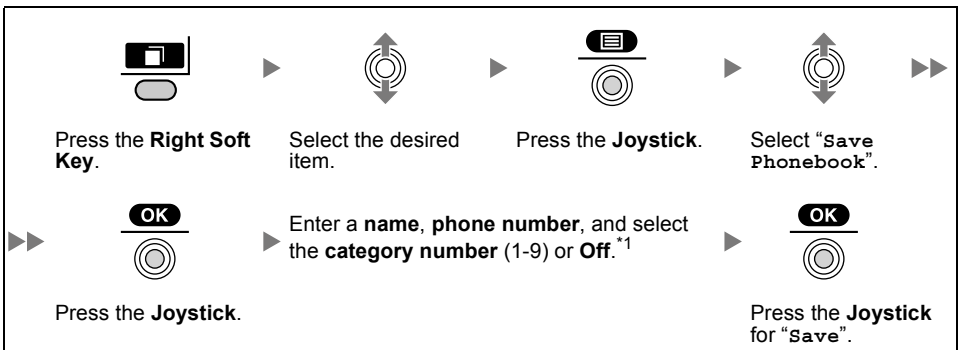 Press the Right Soft
Key.
Select the desired
item.
Press the Joystick.
Select “Save
Phonebook”.
OK
Press the Joystick.
Enter a name, phone number, and select
the category number (1-9) or Off.*1
OK
Press the Joystick
for “Save”.